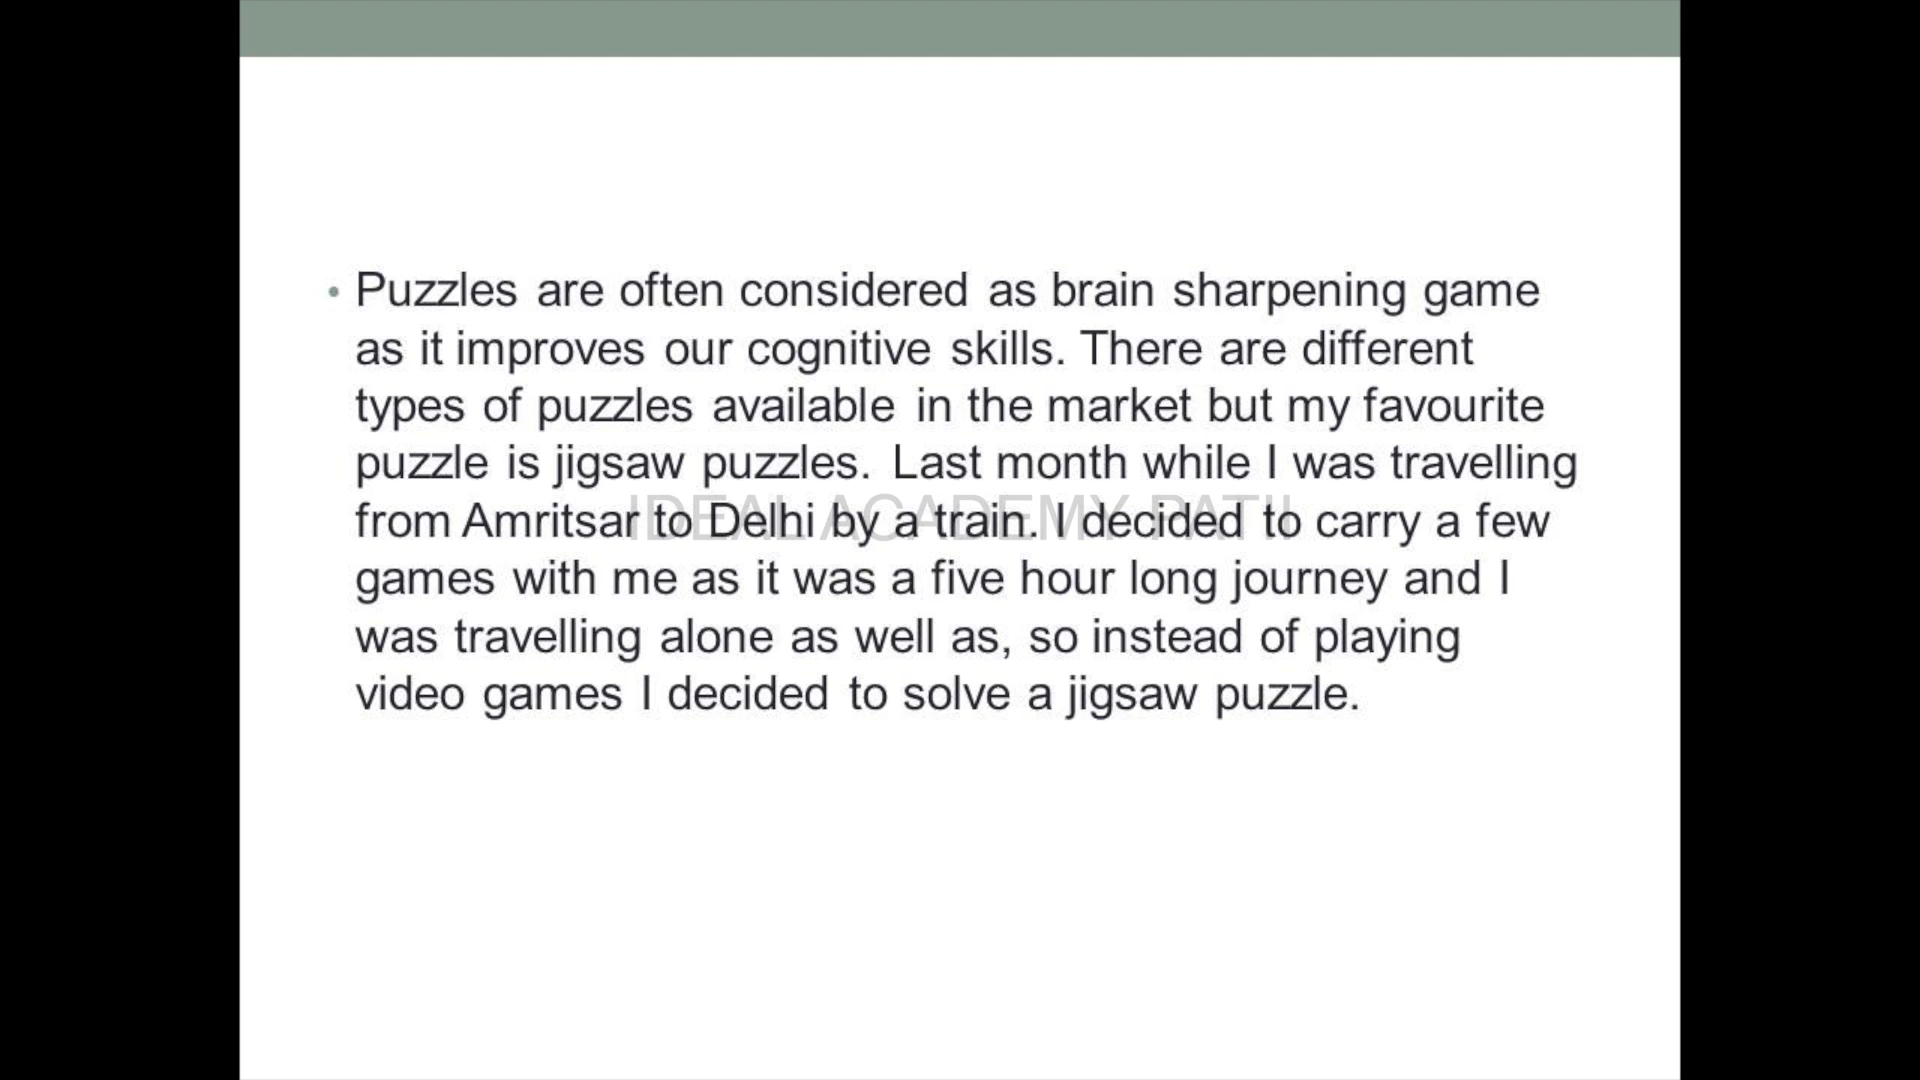 • Puzzles are often considered as brain sharpening game
as it improves our cognitive skills. There are different
types of puzzles available in the market but my favourite
puzzle is jigsaw puzzles. Last month while I was travelling
from Amritsar to Delhi by a train. I decided to carry a few
games with me as it was a five hour long journey and I
was travelling alone as well as, so instead of playing
video games I decided to solve a jigsaw puzzle.
IDEAL ACADEMY